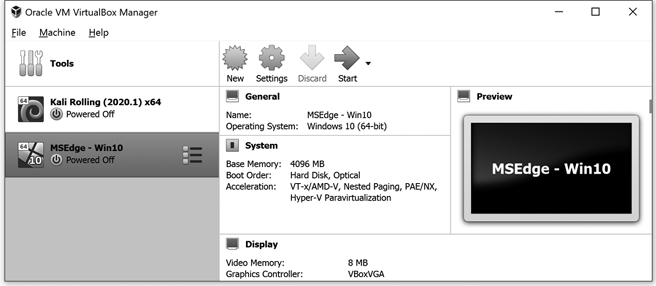 Oracle VM VirtualBox Manager
File Machine Help
Tools
New Settings Discard Start
64
Kali Rolling (2020.1) x64
Powered Off
64
10
MSEdge - Win10
Powered Off
General
Name: MSEdge - Win10
Operating System: Windows 10 (64-bit)
System
Base Memory: 4096 MB
Boot Order: Hard Disk, Optical
Acceleration: VT-x/AMD-V, Nested Paging, PAE/NX,
Hyper-V Paravirtualization
Display
Video Memory: 8 MB
Graphics Controller: VBoxVGA
Preview
MSEdge - Win10